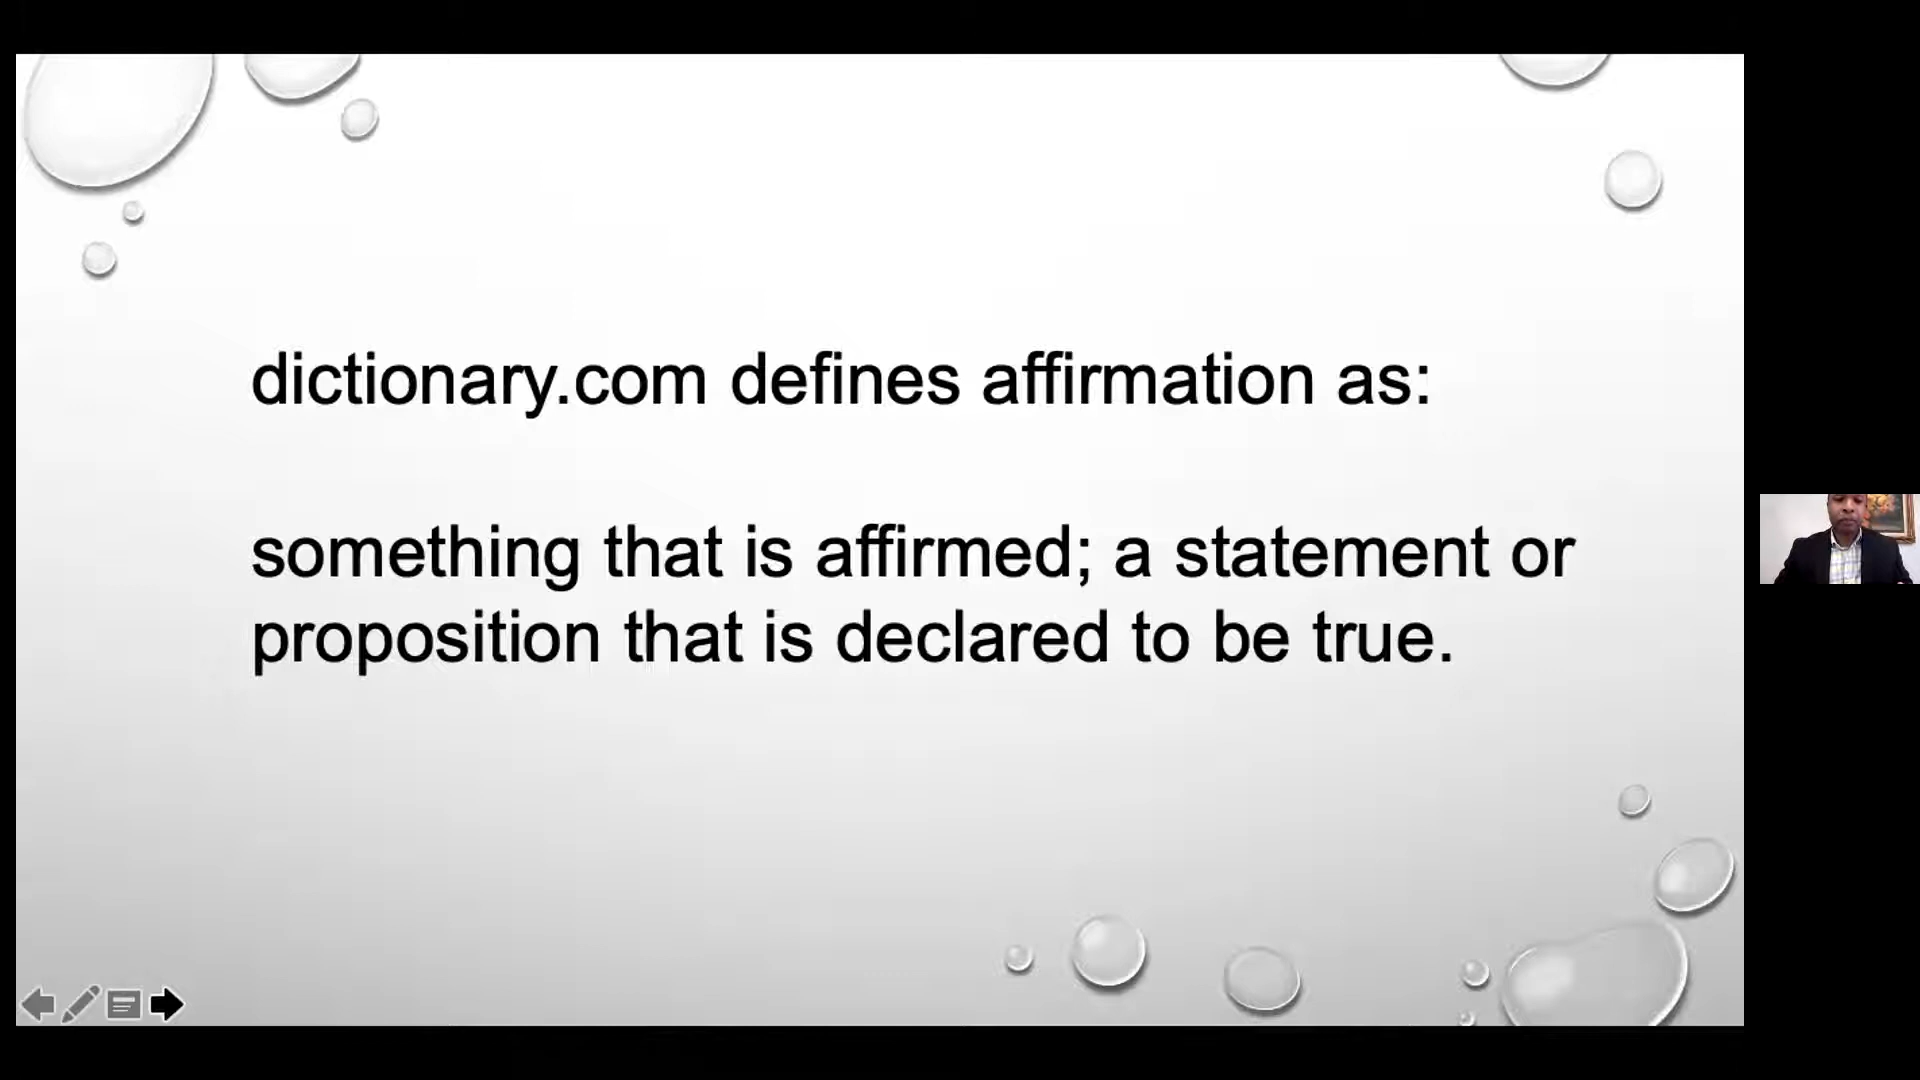 dictionary.com defines affirmation as:
something that is affirmed; a statement or
proposition that is declared to be true.